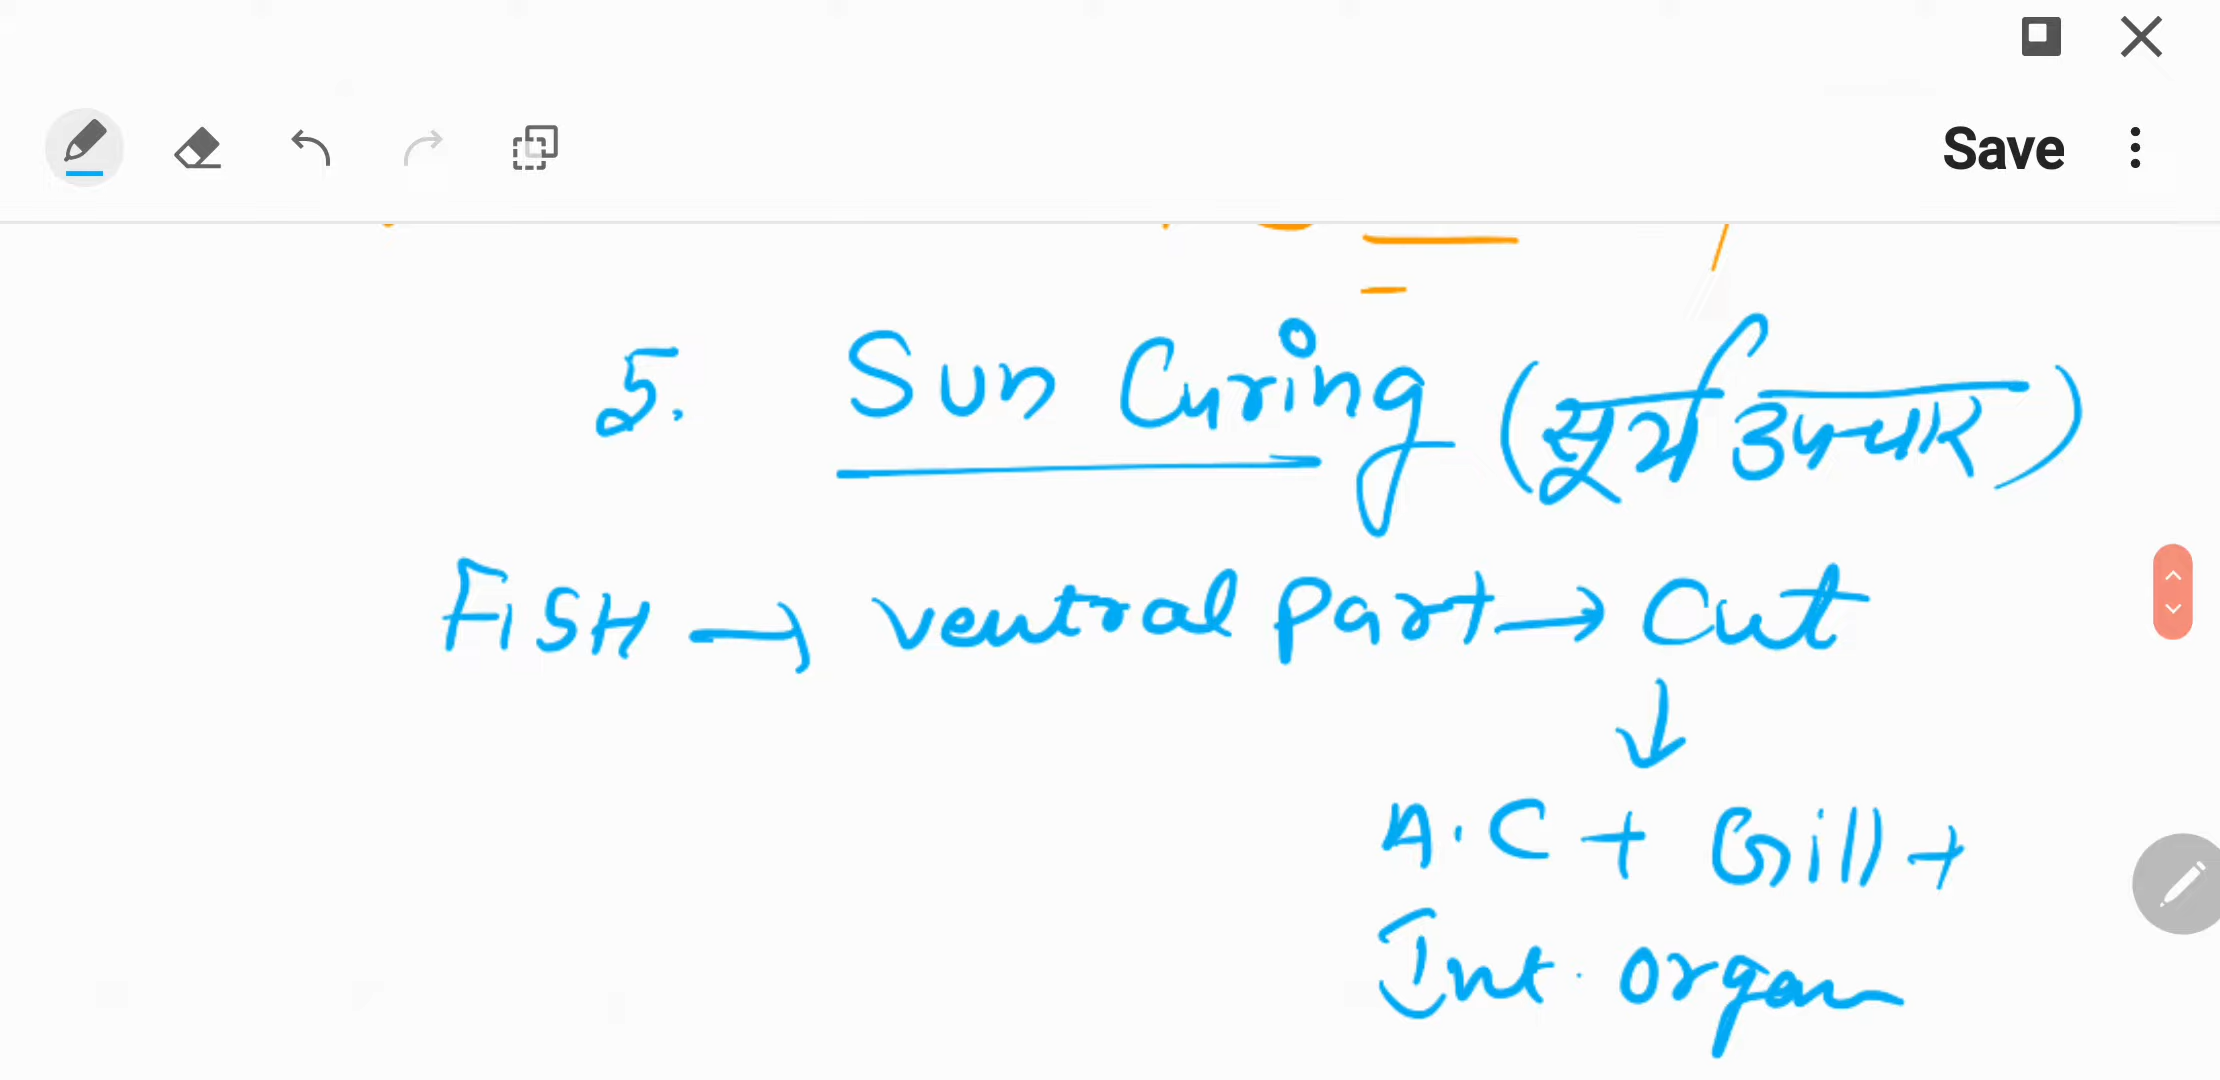 Save
5. Sun Curing (सूर्य उपचार)
FISH → ventral part → Cut
↓
A.C + Gill +
Int. organ